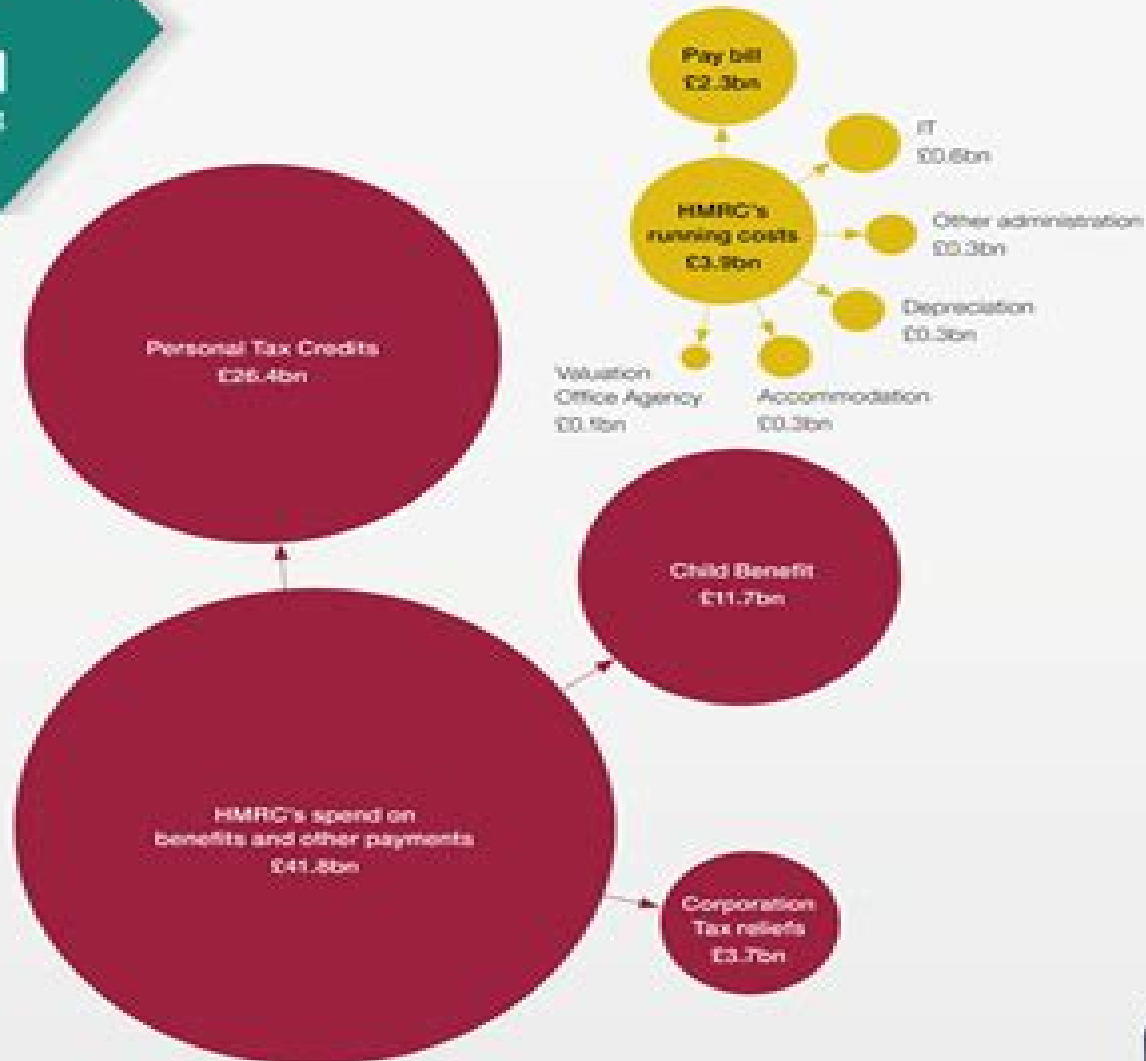 Pay bill
£2.3bn
IT
£0.6bn
HMRC's
running costs
£3.9bn
Other administration
£0.3bn
Depreciation
£0.3bn
Valuation
Office Agency
£0.1bn
Accommodation
£0.3bn
Personal Tax Credits
£26.4bn
Child Benefit
£11.7bn
HMRC's spend on
benefits and other payments
£41.8bn
Corporation
Tax reliefs
£3.7bn